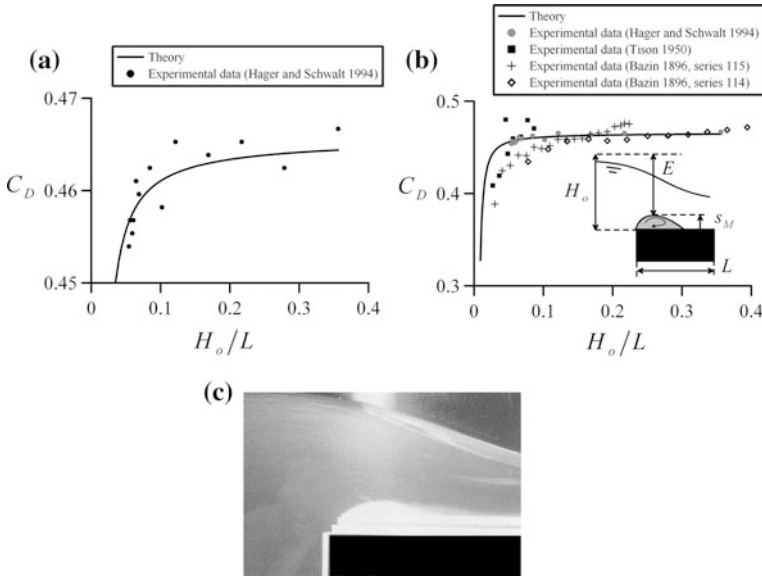 (a)
Theory
Experimental data (Hager and Schwalt 1994)
0.47
0.46
0.45
C_D
0 0.1 0.2 0.3 0.4
H_o/L
(b)
Theory
Experimental data (Hager and Schwalt 1994)
Experimental data (Tison 1950)
Experimental data (Bazin 1896, series 115)
Experimental data (Bazin 1896, series 114)
0.5
0.4
0.3
C_D
H_o
E
s_M
L
0 0.1 0.2 0.3 0.4
H_o/L
(c)